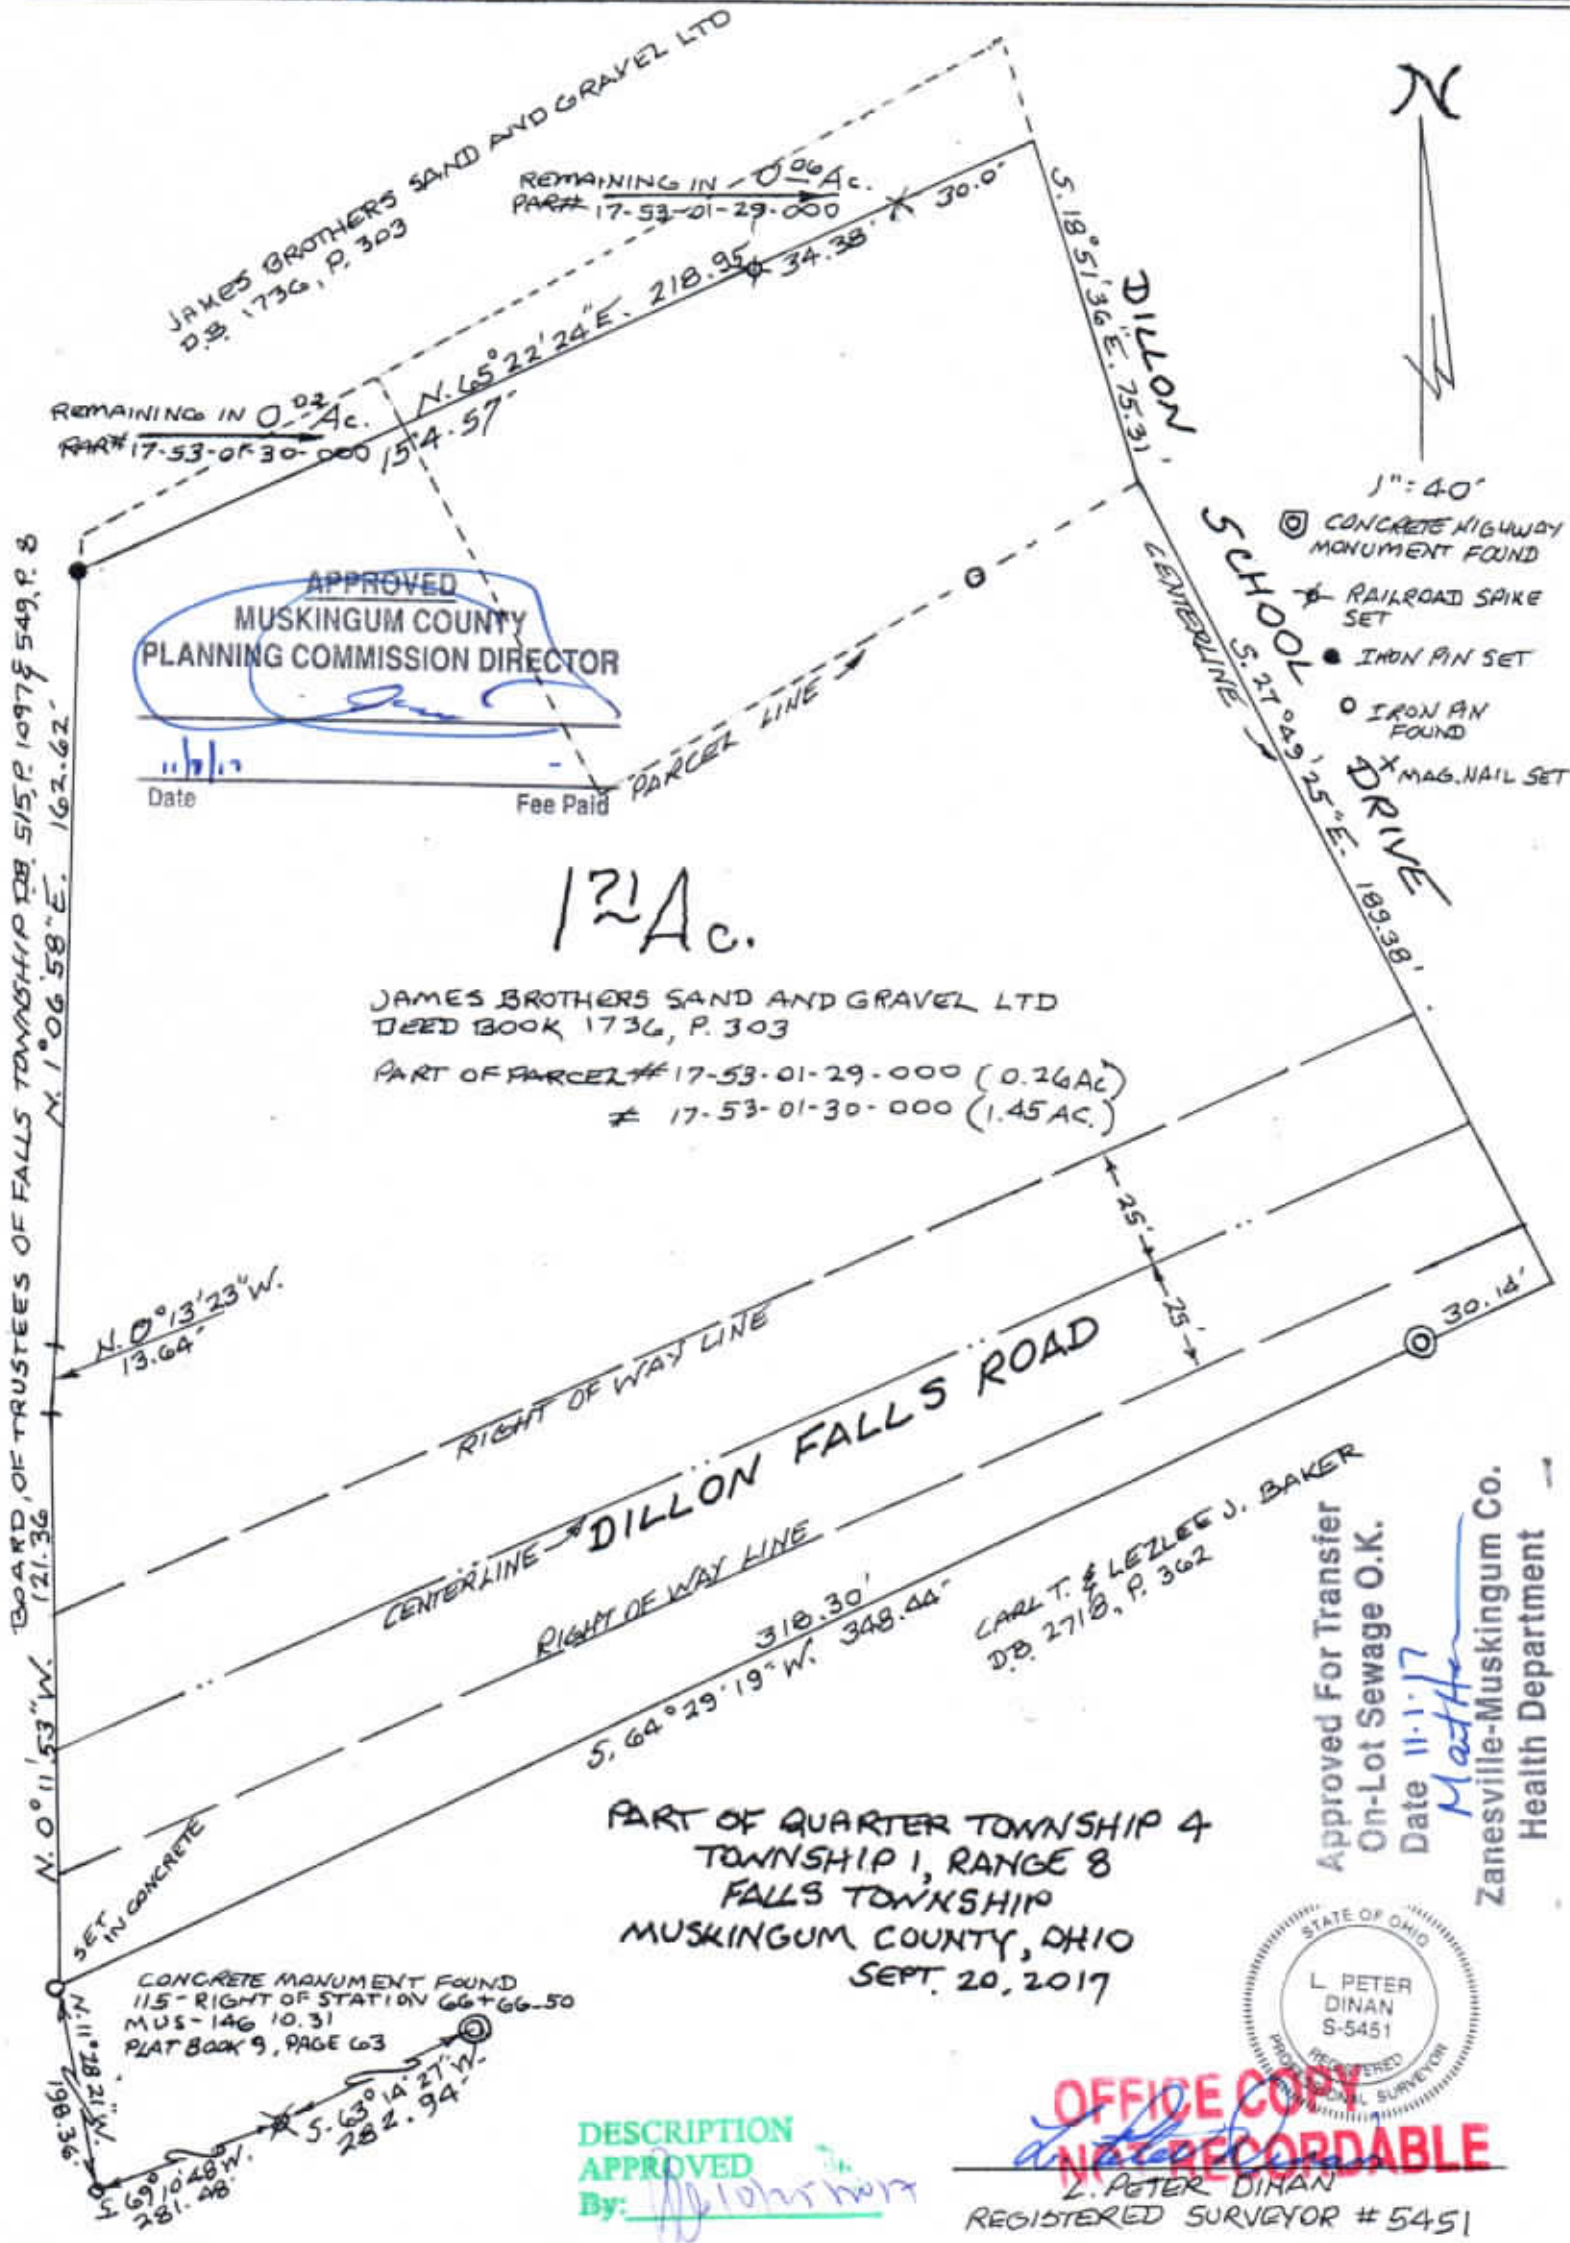 JAMES BROTHERS SAND AND GRAVEL LTD
D.B. 1736, P. 303
N
REMAINING IN 0.06 Ac.
PAR# 17-53-01-29-000
30.0'
34.38'
N. 65° 22' 24" E. 218.95'
154.57'
REMAINING IN 0.02 Ac.
PAR# 17-53-01-30-000
S. 18° 51' 36" E. 75.31'
DILLON SCHOOL DRIVE
CENTERLINE
S. 27° 49' 25" E. 189.38'
1" = 40'
CONCRETE HIGHWAY
MONUMENT FOUND
RAILROAD SPIKE
SET
IRON PIN SET
IRON PIN
FOUND
X MAG. NAIL SET
APPROVED
MUSKINGUM COUNTY
PLANNING COMMISSION DIRECTOR
Date
Fee Paid
PARCEL LINE
BOARD OF TRUSTEES OF FALLS TOWNSHIP D.B. 515, P. 1097 & 549, P. 8
N. 1° 06' 58" E. 162.62'
1.71 Ac.
JAMES BROTHERS SAND AND GRAVEL LTD
DEED BOOK 1736, P. 303
PART OF PARCEL # 17-53-01-29-000 (0.26 AC)
# 17-53-01-30-000 (1.45 AC.)
N. 0° 13' 23" W.
13.64'
25'
25'
30.14'
RIGHT OF WAY LINE
CENTERLINE
DILLON FALLS ROAD
RIGHT OF WAY LINE
N. 0° 11' 53" W. 121.36'
318.30'
S. 64° 29' 19" W. 348.44'
CARL T. & LEZLEE J. BAKER
D.B. 2718, P. 362
Approved For Transfer
On-Lot Sewage O.K.
Date 11-1-17
Zanesville-Muskingum Co.
Health Department
SET
IN CONCRETE
PART OF QUARTER TOWNSHIP 4
TOWNSHIP 1, RANGE 8
FALLS TOWNSHIP
MUSKINGUM COUNTY, OHIO
SEPT. 20, 2017
CONCRETE MANUMENT FOUND
115' RIGHT OF STATION 66+66.50
MUS-146 10.31
PLAT BOOK 9, PAGE 63
N. 11° 28' 21" W.
198.36'
S. 63° 14' 27" W.
282.94'
S. 69° 10' 48" W.
281.48'
STATE OF OHIO
L. PETER
DINAN
S-5451
REGISTERED
PROFESSIONAL SURVEYOR
DESCRIPTION
APPROVED
By:
OFFICE COPY
NOT RECORDABLE
L. PETER DINAN
REGISTERED SURVEYOR # 5451